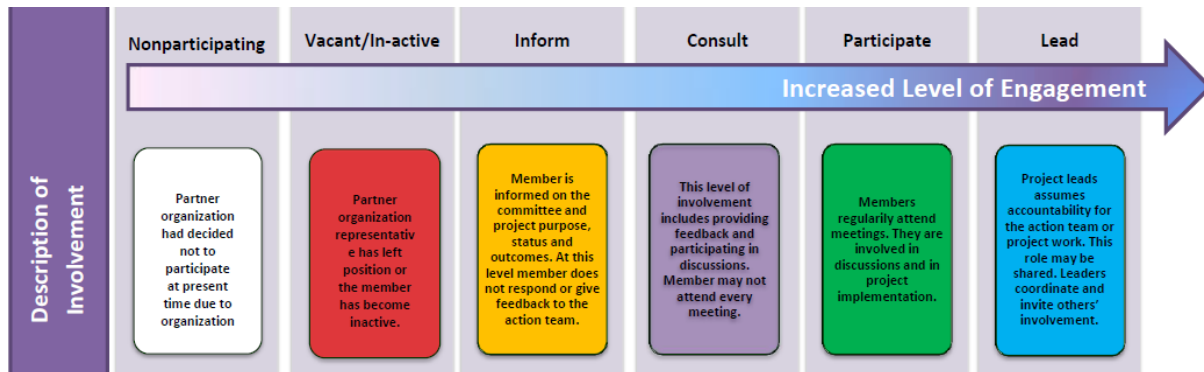 Nonparticipating
Vacant/In-active
Inform
Consult
Participate
Lead
Increased Level of Engagement
Description of
Involvement
Partner
organization
had decided
not to
participate
at present
time due to
organization
Partner
organization
representativ
e has left
position or
the member
has become
inactive.
Member is
informed on the
committee and
project purpose,
status and
outcomes. At this
level member does
not respond or give
feedback to the
action team.
This level of
involvement
includes providing
feedback and
participating in
discussions.
Member may not
attend every
meeting.
Members
regularily attend
meetings. They are
involved in
discussions and in
project
implementation.
Project leads
assumes
accountability for
the action team or
project work. This
role may be
shared. Leaders
coordinate and
invite others’
involvement.